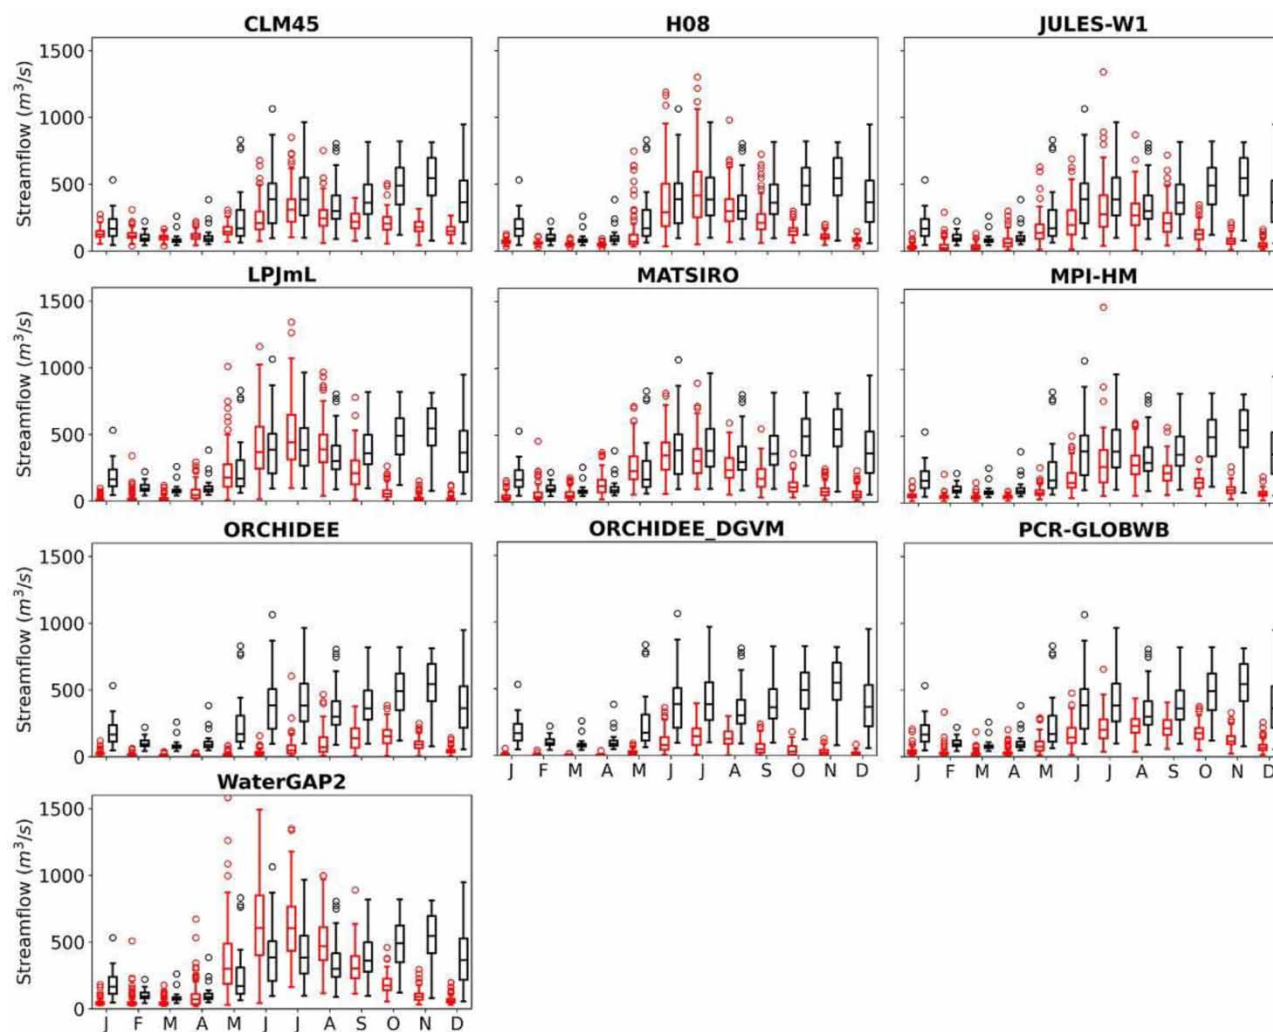 CLM45 H08 JULES-W1
Streamflow (m³/s)
1500
1000
500
0
LPJmL MATSIRO MPI-HM
Streamflow (m³/s)
1500
1000
500
0
ORCHIDEE ORCHIDEE_DGVM PCR-GLOBWB
Streamflow (m³/s)
1500
1000
500
0
J F M A M J J A S O N D
J F M A M J J A S O N D
WaterGAP2
Streamflow (m³/s)
1500
1000
500
0
J F M A M J J A S O N D